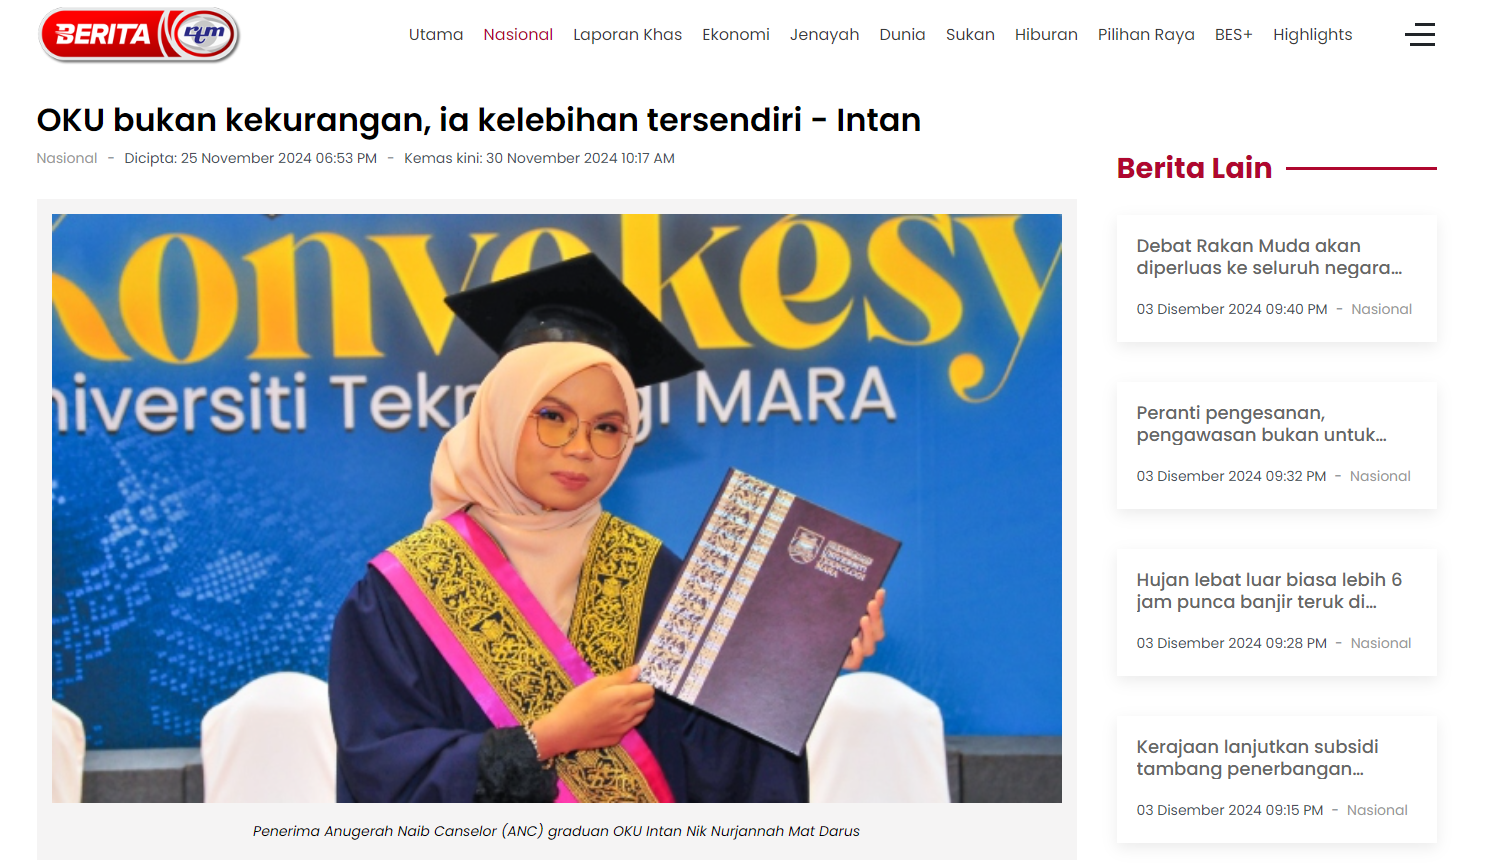 BERITA rtm
Utama Nasional Laporan Khas Ekonomi Jenayah Dunia Sukan Hiburan Pilihan Raya BES+ Highlights
OKU bukan kekurangan, ia kelebihan tersendiri - Intan
Nasional - Dicipta: 25 November 2024 06:53 PM - Kemas kini: 30 November 2024 10:17 AM
Konvokesy
niversiti Tekn gi MARA
UNIVERSITI
TEKNOLOGI
MARA
Penerima Anugerah Naib Canselor (ANC) graduan OKU Intan Nik Nurjannah Mat Darus
Berita Lain
Debat Rakan Muda akan
diperluas ke seluruh negara...
03 Disember 2024 09:40 PM - Nasional
Peranti pengesanan,
pengawasan bukan untuk...
03 Disember 2024 09:32 PM - Nasional
Hujan lebat luar biasa lebih 6
jam punca banjir teruk di...
03 Disember 2024 09:28 PM - Nasional
Kerajaan lanjutkan subsidi
tambang penerbangan...
03 Disember 2024 09:15 PM - Nasional